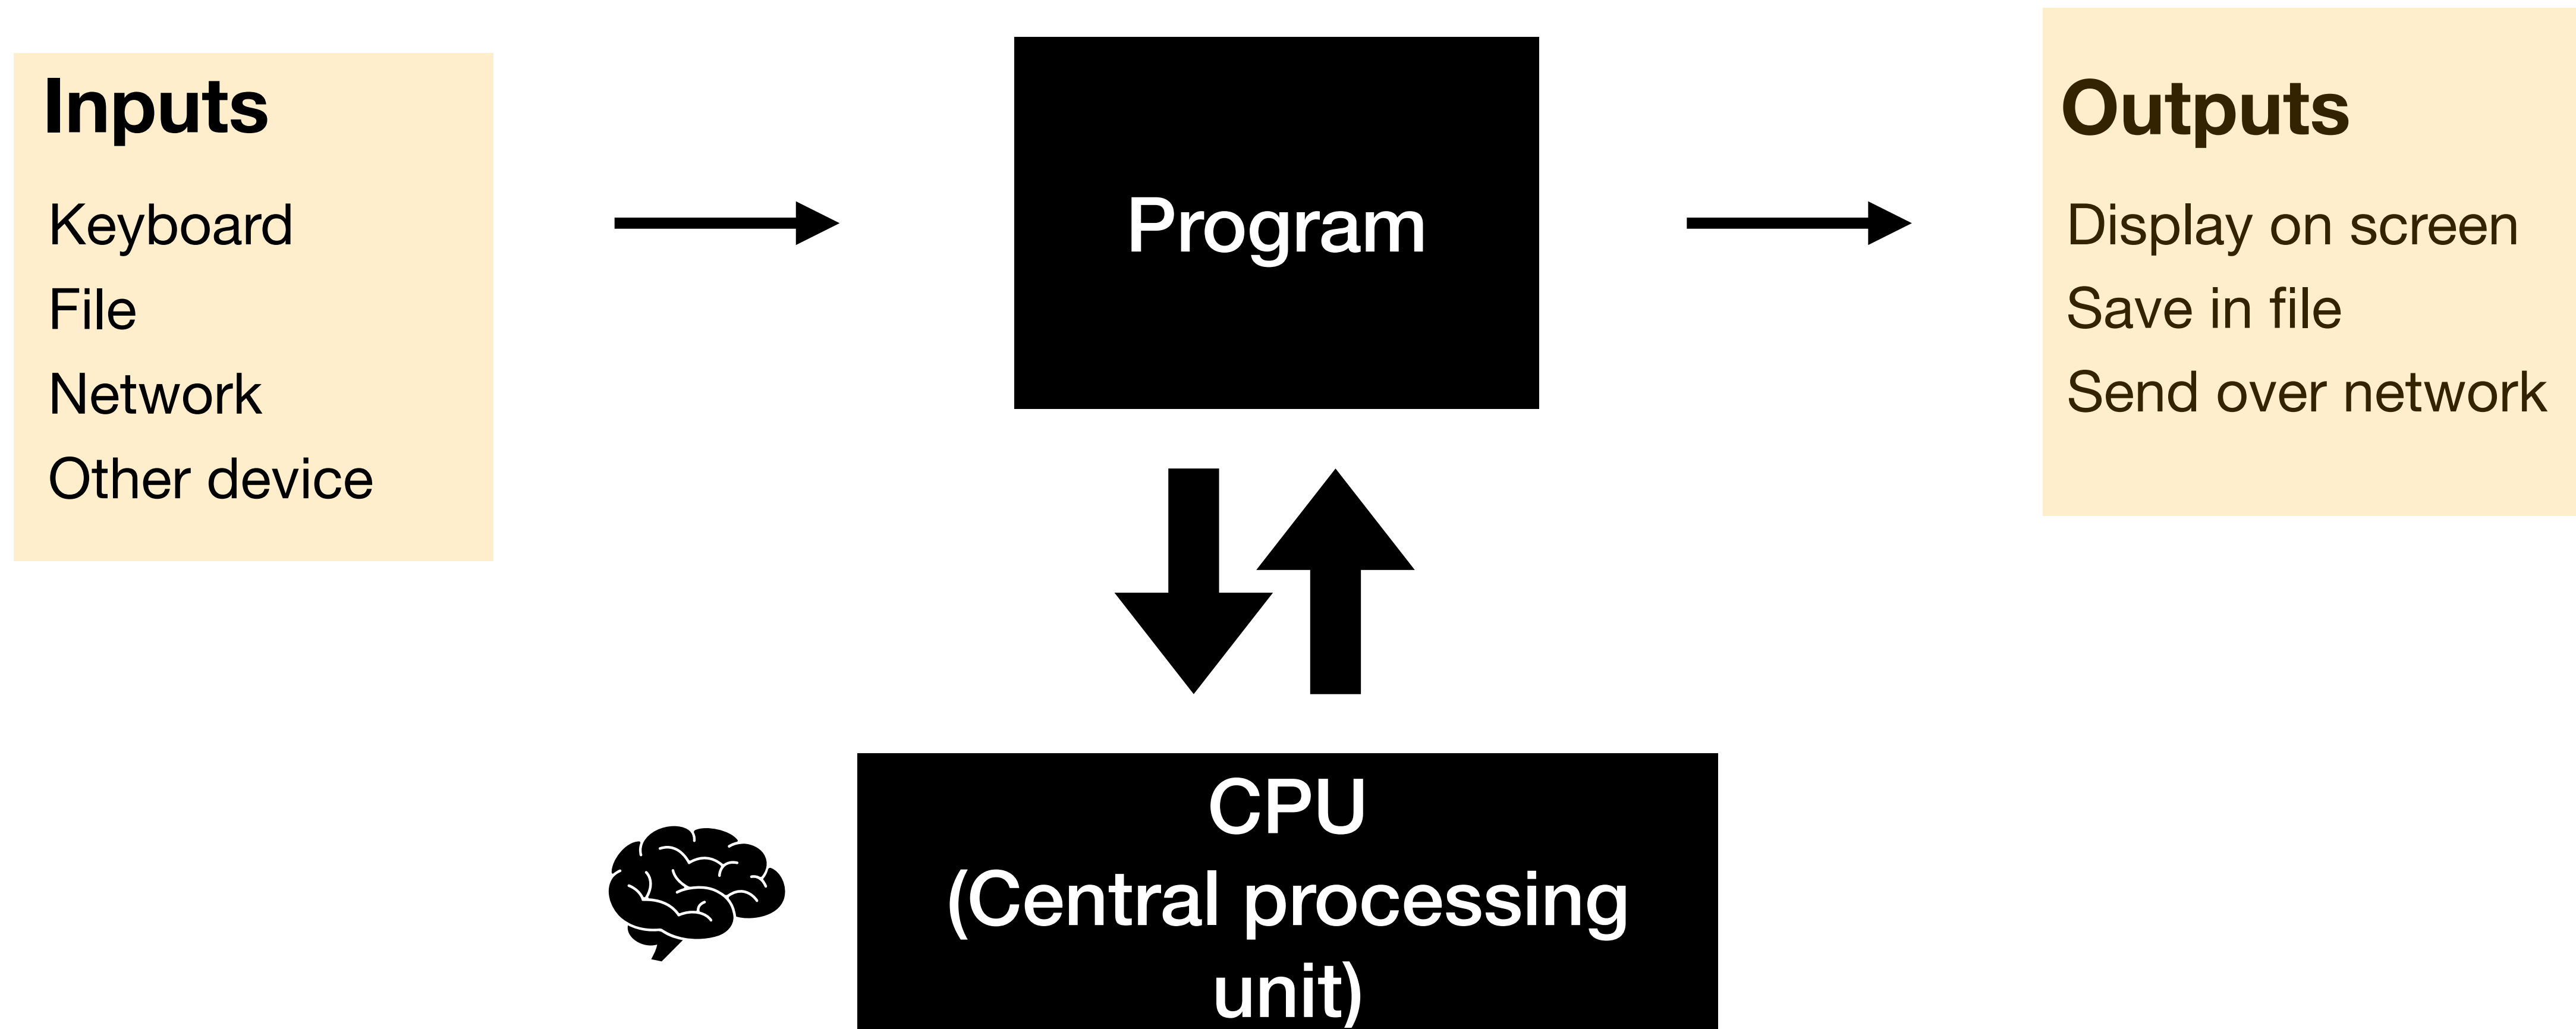 Inputs
Keyboard
File
Network
Other device
Program
Outputs
Display on screen
Save in file
Send over network
CPU
(Central processing
unit)